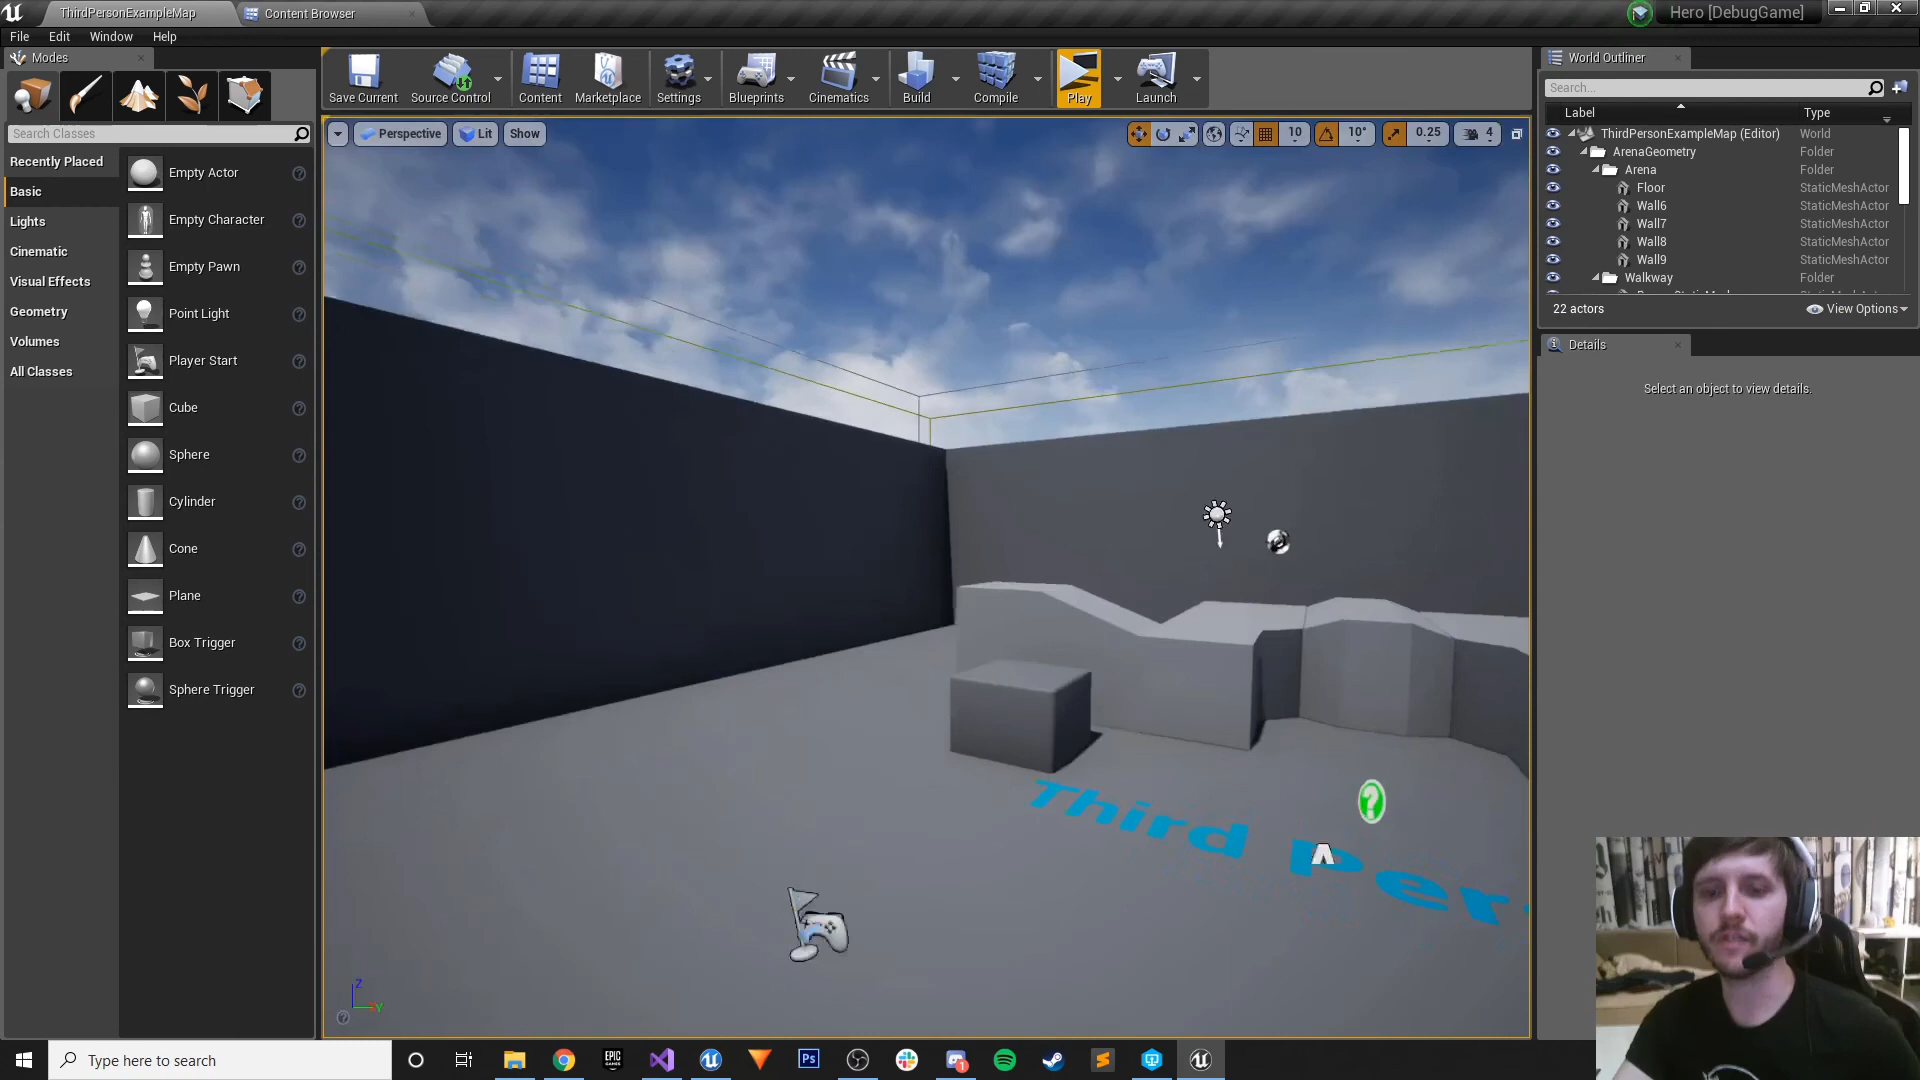 ThirdPersonExampleMap
Content Browser
Hero [DebugGame]
File Edit Window Help
Modes
Save Current
Source Control
Content
Marketplace
Settings
Blueprints
Cinematics
Build
Compile
Play
Launch
Search Classes
Recently Placed
Basic
Lights
Cinematic
Visual Effects
Geometry
Volumes
All Classes
Empty Actor
Empty Character
Empty Pawn
Point Light
Player Start
Cube
Sphere
Cylinder
Cone
Plane
Box Trigger
Sphere Trigger
Perspective Lit Show
10 10° 0.25 4
Third Per
Z
Y
World Outliner
Search...
Label Type
ThirdPersonExampleMap (Editor) World
ArenaGeometry Folder
Arena Folder
Floor StaticMeshActor
Wall6 StaticMeshActor
Wall7 StaticMeshActor
Wall8 StaticMeshActor
Wall9 StaticMeshActor
Walkway Folder
22 actors View Options
Details
Select an object to view details.
Type here to search
EPIC GAMES
Ps
1